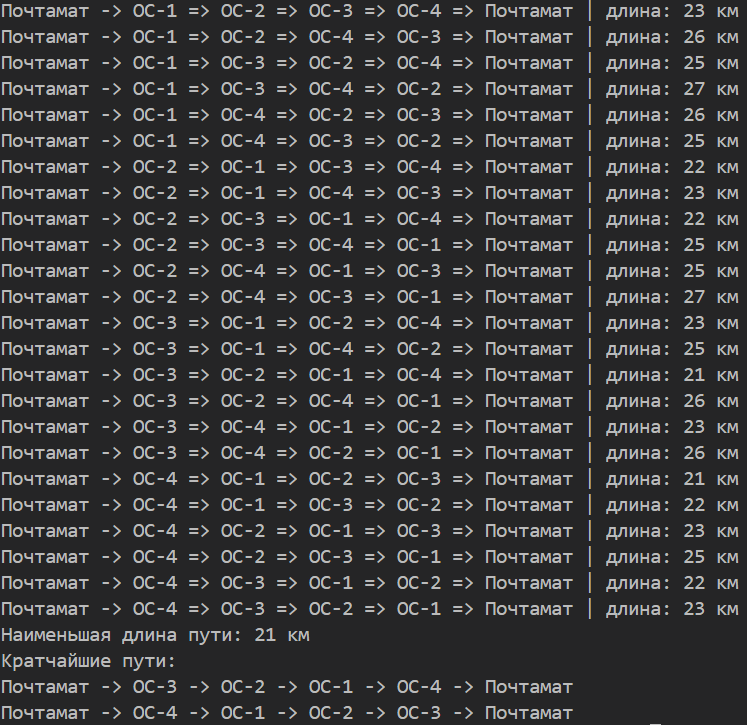 Почтамат -> ОС-1 => ОС-2 => ОС-3 => ОС-4 => Почтамат | длина: 23 км
Почтамат -> ОС-1 => ОС-2 => ОС-4 => ОС-3 => Почтамат | длина: 26 км
Почтамат -> ОС-1 => ОС-3 => ОС-2 => ОС-4 => Почтамат | длина: 25 км
Почтамат -> ОС-1 => ОС-3 => ОС-4 => ОС-2 => Почтамат | длина: 27 км
Почтамат -> ОС-1 => ОС-4 => ОС-2 => ОС-3 => Почтамат | длина: 26 км
Почтамат -> ОС-1 => ОС-4 => ОС-3 => ОС-2 => Почтамат | длина: 25 км
Почтамат -> ОС-2 => ОС-1 => ОС-3 => ОС-4 => Почтамат | длина: 22 км
Почтамат -> ОС-2 => ОС-1 => ОС-4 => ОС-3 => Почтамат | длина: 23 км
Почтамат -> ОС-2 => ОС-3 => ОС-1 => ОС-4 => Почтамат | длина: 22 км
Почтамат -> ОС-2 => ОС-3 => ОС-4 => ОС-1 => Почтамат | длина: 25 км
Почтамат -> ОС-2 => ОС-4 => ОС-1 => ОС-3 => Почтамат | длина: 25 км
Почтамат -> ОС-2 => ОС-4 => ОС-3 => ОС-1 => Почтамат | длина: 27 км
Почтамат -> ОС-3 => ОС-1 => ОС-2 => ОС-4 => Почтамат | длина: 23 км
Почтамат -> ОС-3 => ОС-1 => ОС-4 => ОС-2 => Почтамат | длина: 25 км
Почтамат -> ОС-3 => ОС-2 => ОС-1 => ОС-4 => Почтамат | длина: 21 км
Почтамат -> ОС-3 => ОС-2 => ОС-4 => ОС-1 => Почтамат | длина: 26 км
Почтамат -> ОС-3 => ОС-4 => ОС-1 => ОС-2 => Почтамат | длина: 23 км
Почтамат -> ОС-3 => ОС-4 => ОС-2 => ОС-1 => Почтамат | длина: 26 км
Почтамат -> ОС-4 => ОС-1 => ОС-2 => ОС-3 => Почтамат | длина: 21 км
Почтамат -> ОС-4 => ОС-1 => ОС-3 => ОС-2 => Почтамат | длина: 22 км
Почтамат -> ОС-4 => ОС-2 => ОС-1 => ОС-3 => Почтамат | длина: 23 км
Почтамат -> ОС-4 => ОС-2 => ОС-3 => ОС-1 => Почтамат | длина: 25 км
Почтамат -> ОС-4 => ОС-3 => ОС-1 => ОС-2 => Почтамат | длина: 22 км
Почтамат -> ОС-4 => ОС-3 => ОС-2 => ОС-1 => Почтамат | длина: 23 км
Наименьшая длина пути: 21 км
Кратчайшие пути:
Почтамат -> ОС-3 -> ОС-2 -> ОС-1 -> ОС-4 -> Почтамат
Почтамат -> ОС-4 -> ОС-1 -> ОС-2 -> ОС-3 -> Почтамат